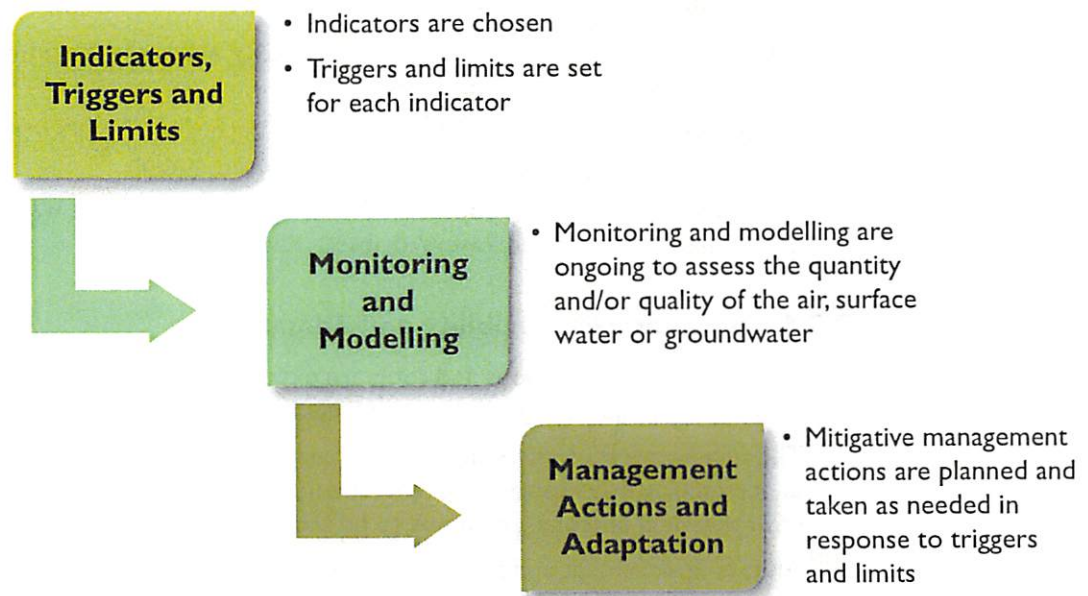 Indicators,
Triggers and
Limits
• Indicators are chosen
• Triggers and limits are set
for each indicator
Monitoring
and
Modelling
• Monitoring and modelling are
ongoing to assess the quantity
and/or quality of the air, surface
water or groundwater
Management
Actions and
Adaptation
• Mitigative management
actions are planned and
taken as needed in
response to triggers
and limits